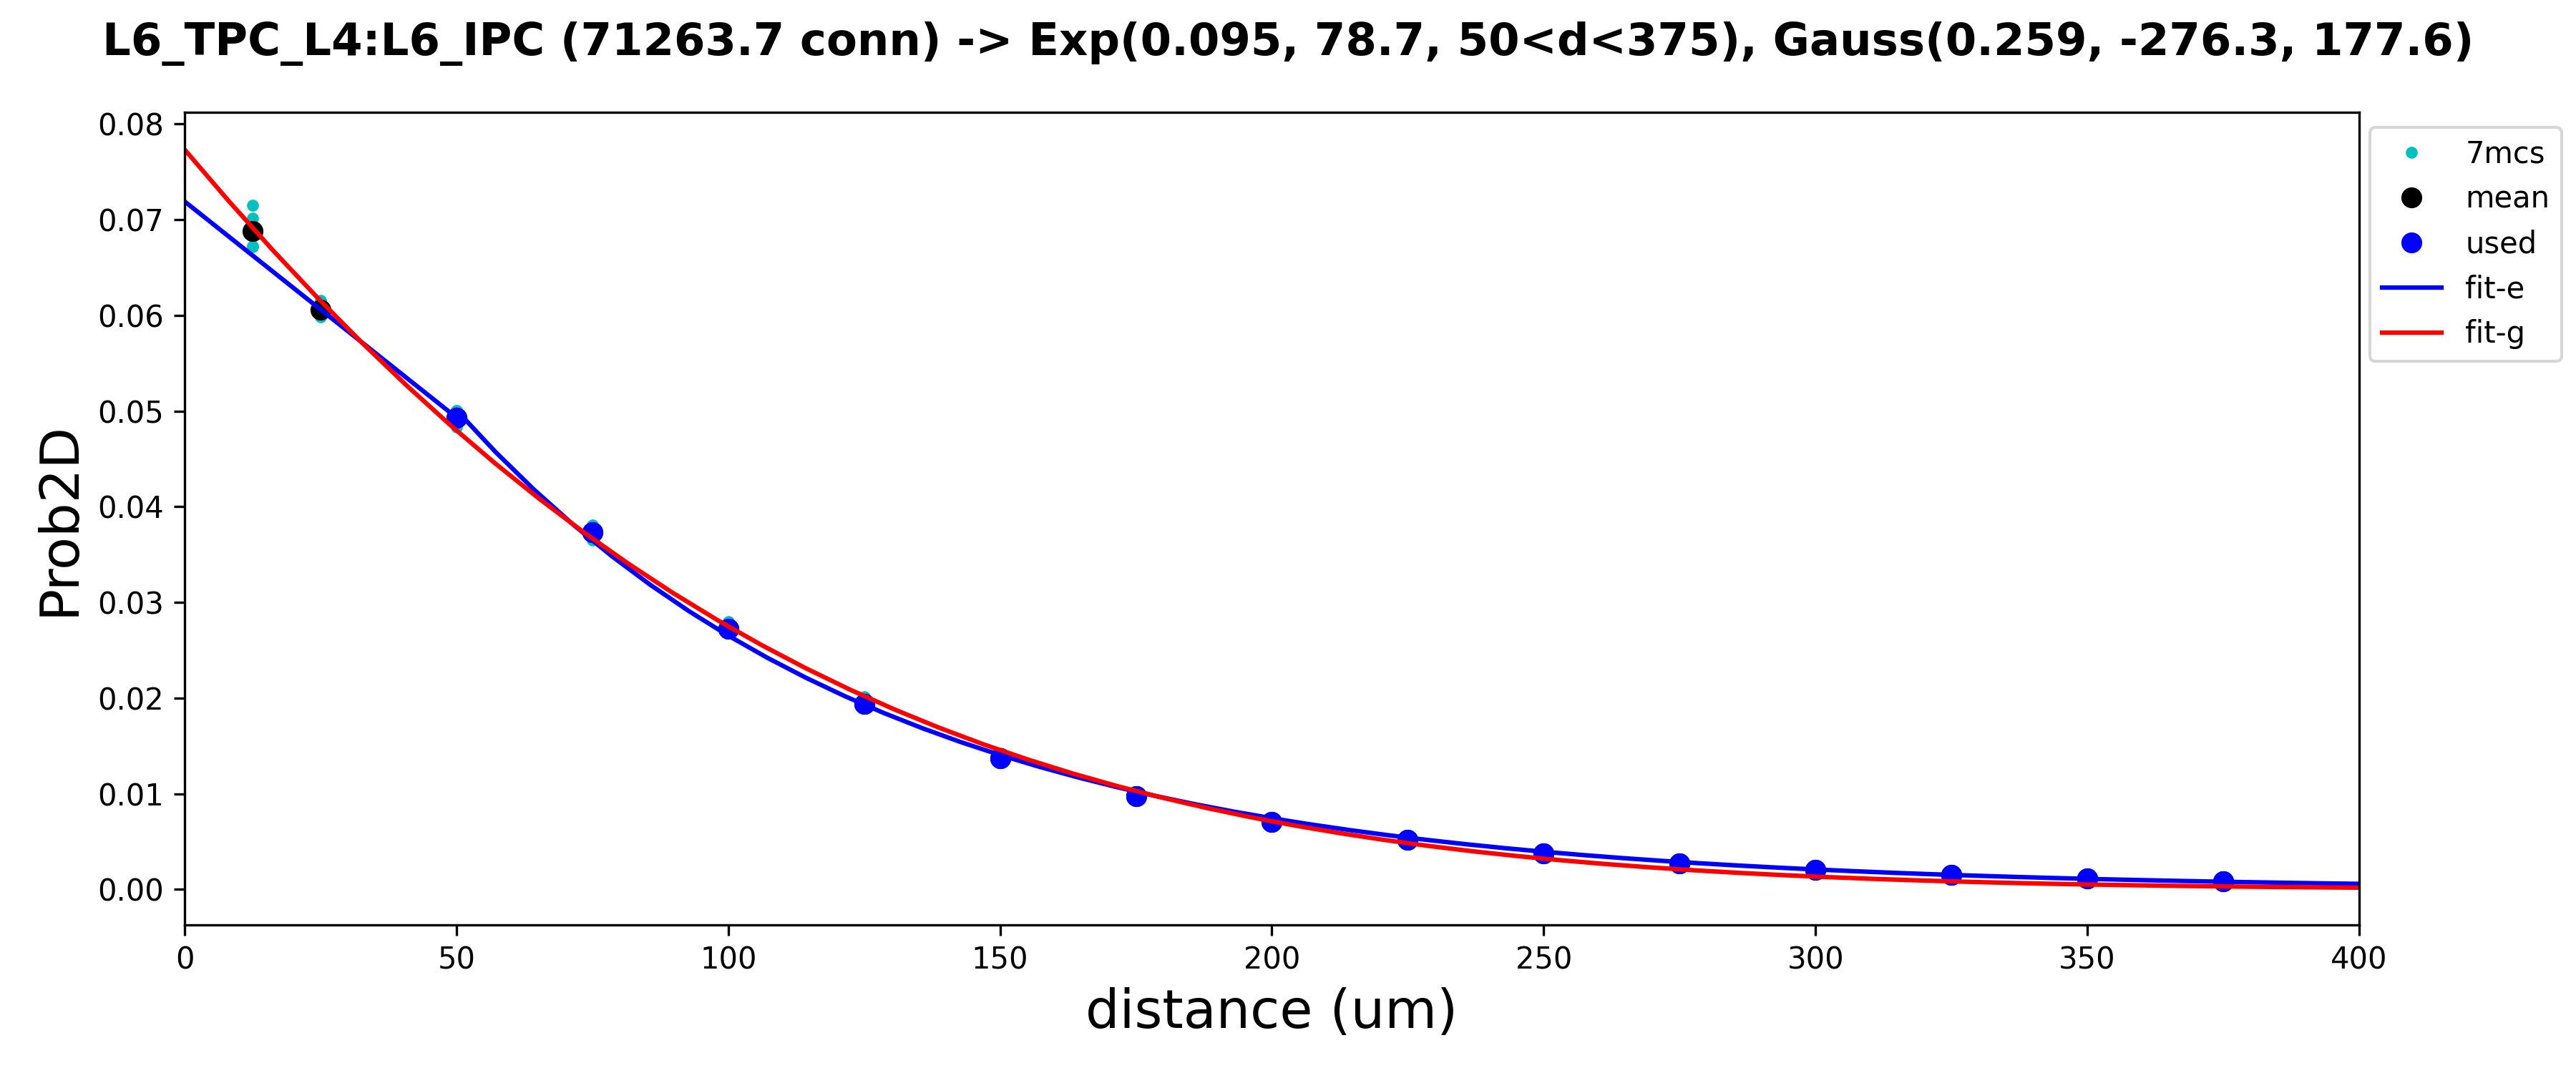 L6_TPC_L4:L6_IPC (71263.7 conn) -> Exp(0.095, 78.7, 50<d<375), Gauss(0.259, -276.3, 177.6)
0.08
0.07
0.06
0.05
0.04
0.03
0.02
0.01
0.00
Prob2D
0 50 100 150 200 250 300 350 400
distance (um)
7mcs
mean
used
fit-e
fit-g